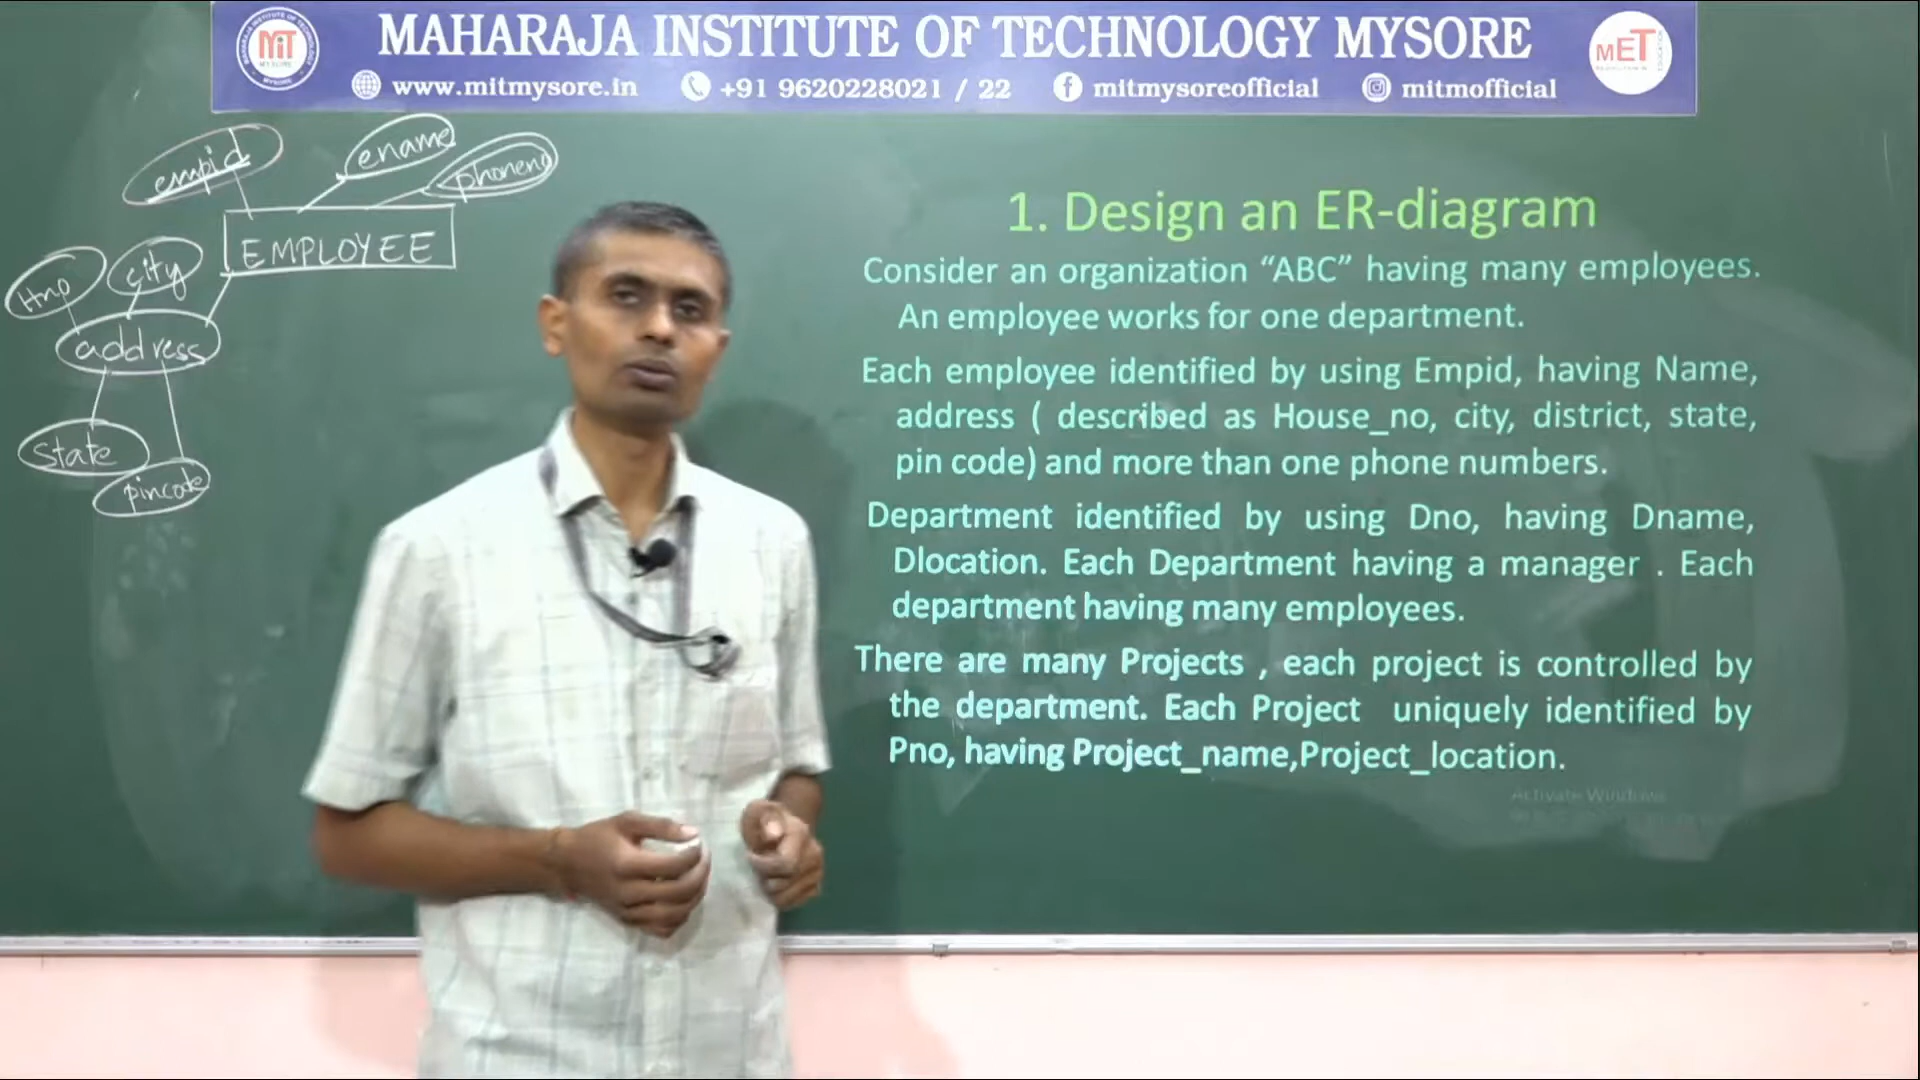 MAHARAJA INSTITUTE OF TECHNOLOGY MYSORE
MiT
MYSORE
MET
www.mitmysore.in +91 9620228021 / 22 mitmysoreofficial mitmofficial
empid
ename
phoneno
EMPLOYEE
Hno
city
address
State
pincode
1. Design an ER-diagram
Consider an organization “ABC” having many employees.
An employee works for one department.
Each employee identified by using Empid, having Name,
address ( described as House_no, city, district, state,
pin code) and more than one phone numbers.
Department identified by using Dno, having Dname,
Dlocation. Each Department having a manager . Each
department having many employees.
There are many Projects , each project is controlled by
the department. Each Project uniquely identified by
Pno, having Project_name,Project_location.
Activate Windows